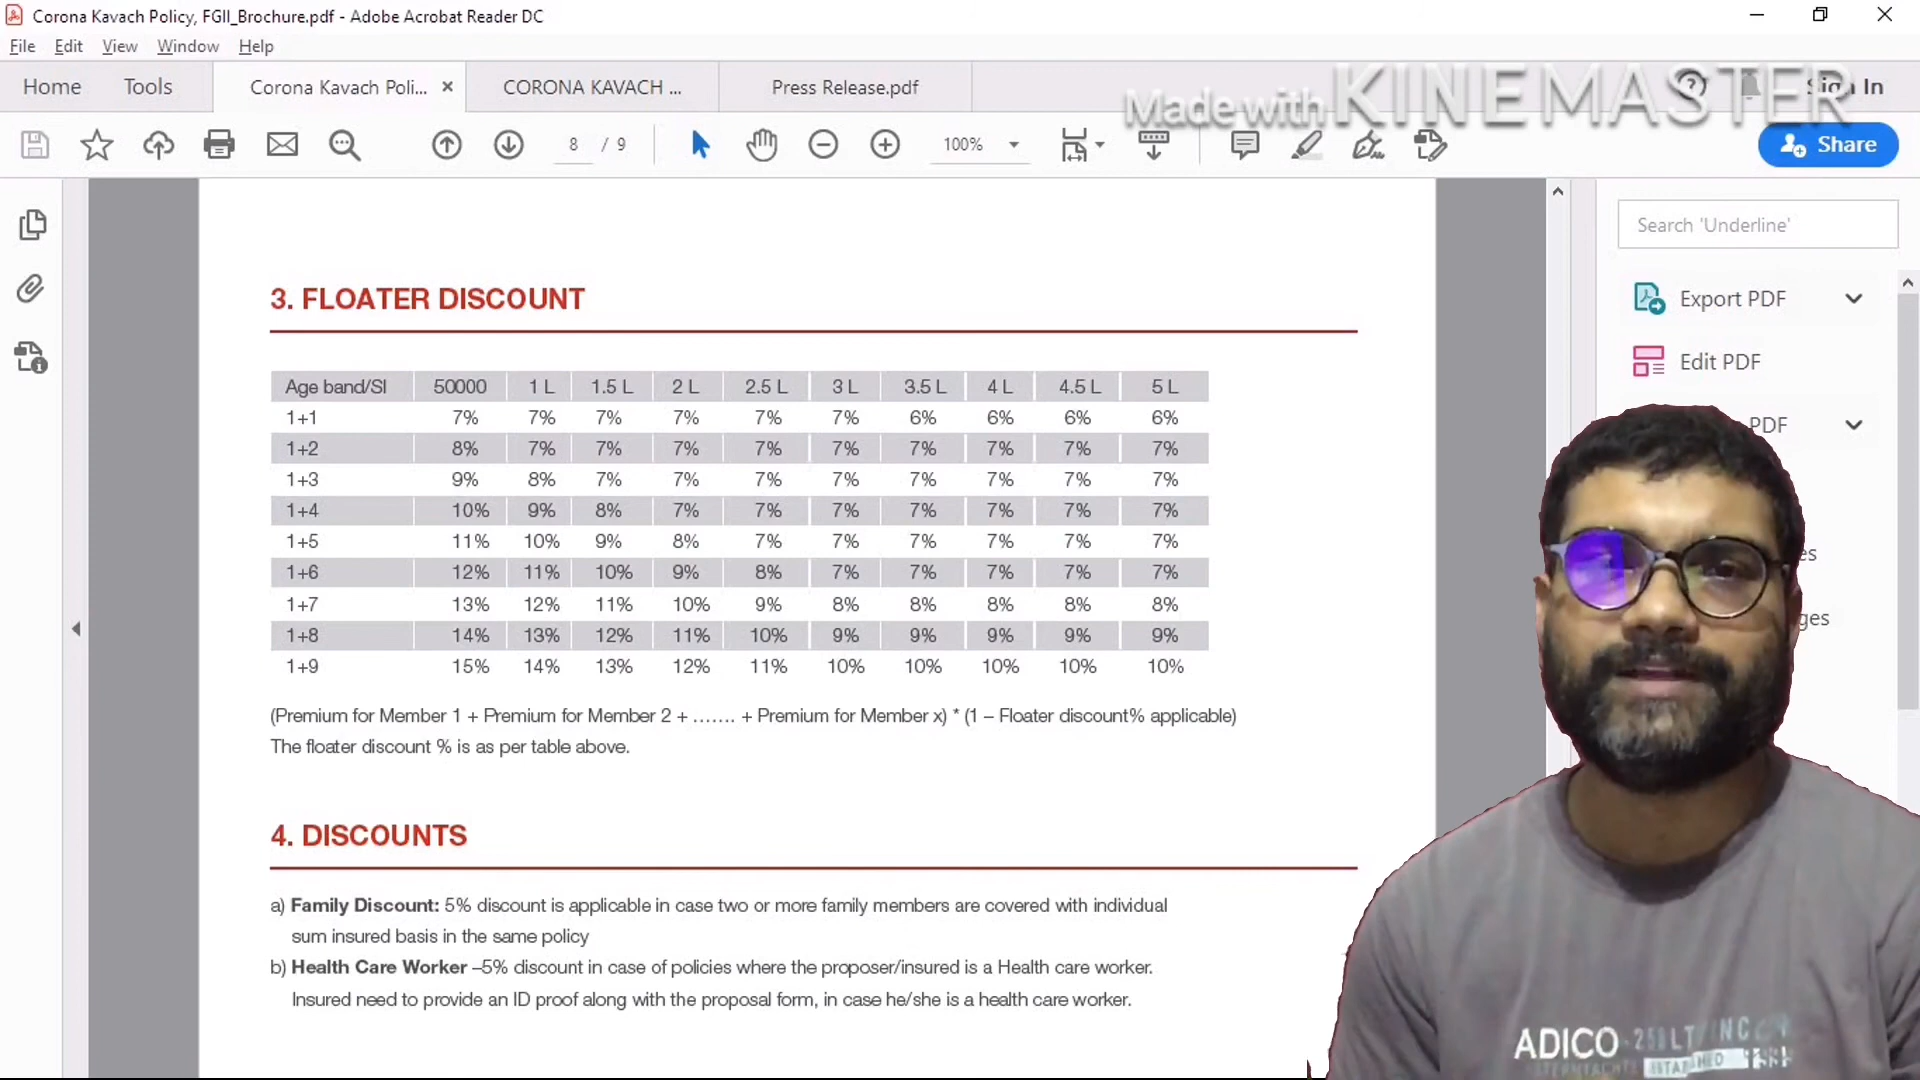 Corona Kavach Policy, FGII_Brochure.pdf - Adobe Acrobat Reader DC
File Edit View Window Help
Home Tools Corona Kavach Poli... × CORONA KAVACH ... Press Release.pdf Sign In
Made with KINEMASTER
8 / 9 100% Share
Search 'Underline'
Export PDF
Edit PDF
PDF
3. FLOATER DISCOUNT
Age band/SI 50000 1 L 1.5 L 2 L 2.5 L 3 L 3.5 L 4 L 4.5 L 5 L
1+1 7% 7% 7% 7% 7% 7% 6% 6% 6% 6%
1+2 8% 7% 7% 7% 7% 7% 7% 7% 7% 7%
1+3 9% 8% 7% 7% 7% 7% 7% 7% 7% 7%
1+4 10% 9% 8% 7% 7% 7% 7% 7% 7% 7%
1+5 11% 10% 9% 8% 7% 7% 7% 7% 7% 7%
1+6 12% 11% 10% 9% 8% 7% 7% 7% 7% 7%
1+7 13% 12% 11% 10% 9% 8% 8% 8% 8% 8%
1+8 14% 13% 12% 11% 10% 9% 9% 9% 9% 9%
1+9 15% 14% 13% 12% 11% 10% 10% 10% 10% 10%
(Premium for Member 1 + Premium for Member 2 + ....... + Premium for Member x) * (1 – Floater discount% applicable)
The floater discount % is as per table above.
4. DISCOUNTS
a) Family Discount: 5% discount is applicable in case two or more family members are covered with individual
sum insured basis in the same policy
b) Health Care Worker –5% discount in case of policies where the proposer/insured is a Health care worker.
Insured need to provide an ID proof along with the proposal form, in case he/she is a health care worker.
ADICO